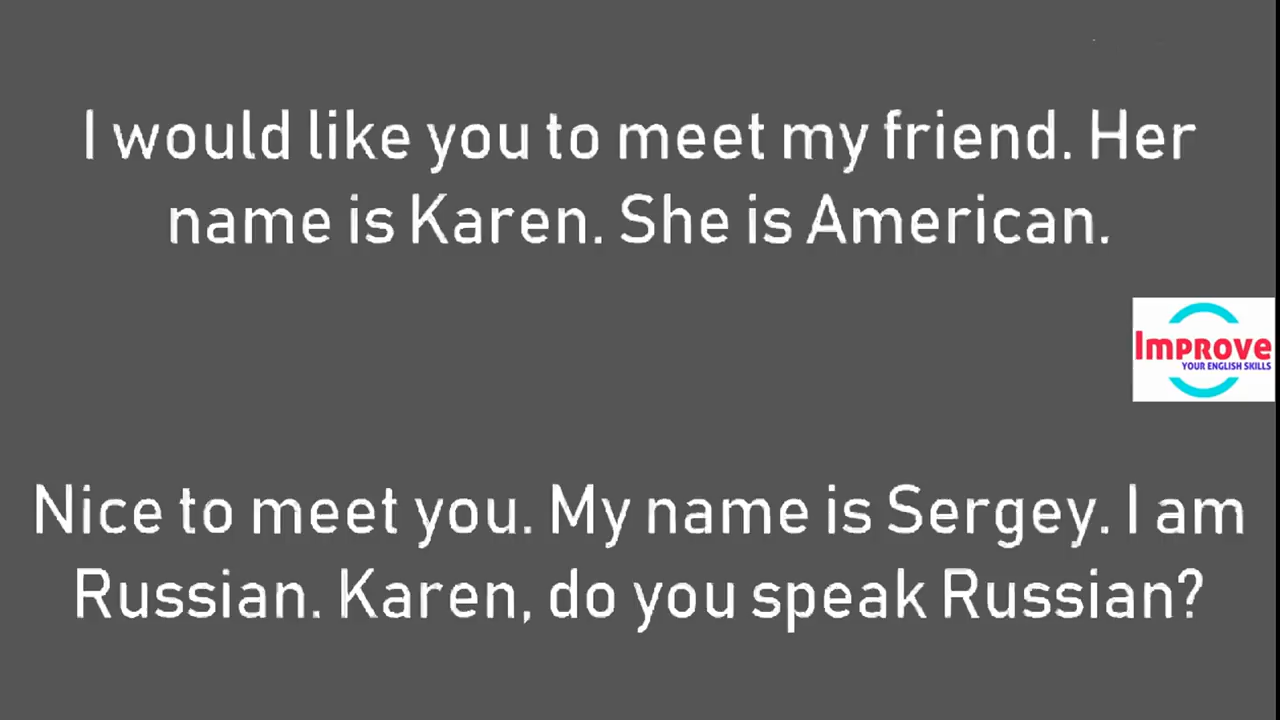 I would like you to meet my friend. Her
name is Karen. She is American.
Improve
YOUR ENGLISH SKILLS
Nice to meet you. My name is Sergey. I am
Russian. Karen, do you speak Russian?